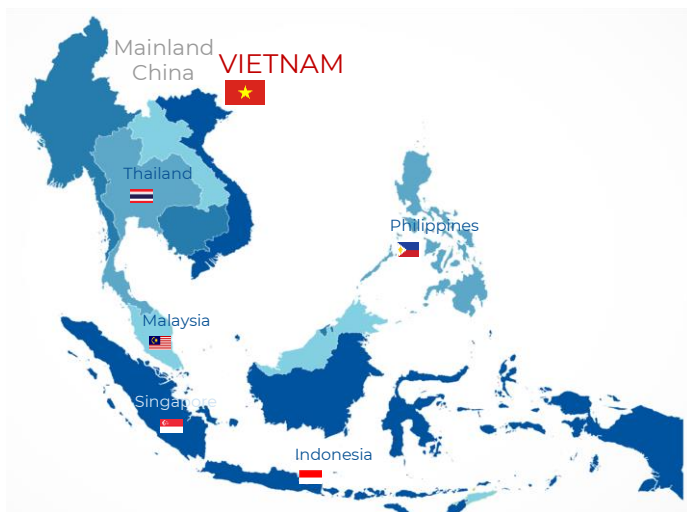 Mainland
China
VIETNAM
Thailand
Philippines
Malaysia
Singapore
Indonesia